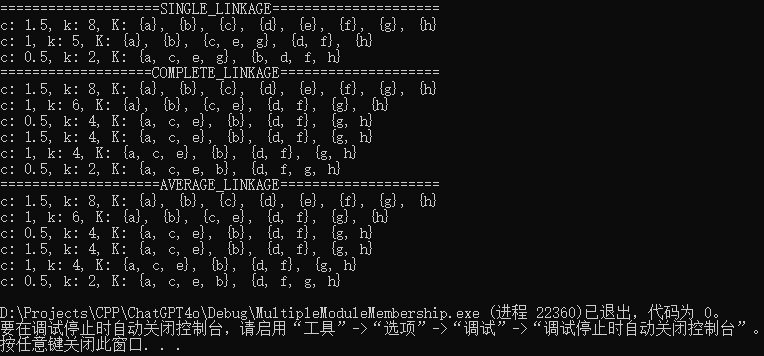 ====================SINGLE_LINKAGE=====================
c: 1.5, k: 8, K: {a}, {b}, {c}, {d}, {e}, {f}, {g}, {h}
c: 1, k: 5, K: {a}, {b}, {c, e, g}, {d, f}, {h}
c: 0.5, k: 2, K: {a, c, e, g}, {b, d, f, h}
===================COMPLETE_LINKAGE====================
c: 1.5, k: 8, K: {a}, {b}, {c}, {d}, {e}, {f}, {g}, {h}
c: 1, k: 6, K: {a}, {b}, {c, e}, {d, f}, {g}, {h}
c: 0.5, k: 4, K: {a, c, e}, {b}, {d, f}, {g, h}
c: 1.5, k: 4, K: {a, c, e}, {b}, {d, f}, {g, h}
c: 1, k: 4, K: {a, c, e}, {b}, {d, f}, {g, h}
c: 0.5, k: 2, K: {a, c, e, b}, {d, f, g, h}
====================AVERAGE_LINKAGE====================
c: 1.5, k: 8, K: {a}, {b}, {c}, {d}, {e}, {f}, {g}, {h}
c: 1, k: 6, K: {a}, {b}, {c, e}, {d, f}, {g}, {h}
c: 0.5, k: 4, K: {a, c, e}, {b}, {d, f}, {g, h}
c: 1.5, k: 4, K: {a, c, e}, {b}, {d, f}, {g, h}
c: 1, k: 4, K: {a, c, e}, {b}, {d, f}, {g, h}
c: 0.5, k: 2, K: {a, c, e, b}, {d, f, g, h}
D:\Projects\CPP\ChatGPT4o\Debug\MultipleModuleMembership.exe (进程 22360)已退出，代码为 0。
要在调试停止时自动关闭控制台，请启用“工具”->“选项”->“调试”->“调试停止时自动关闭控制台”。
按任意键关闭此窗口. . .